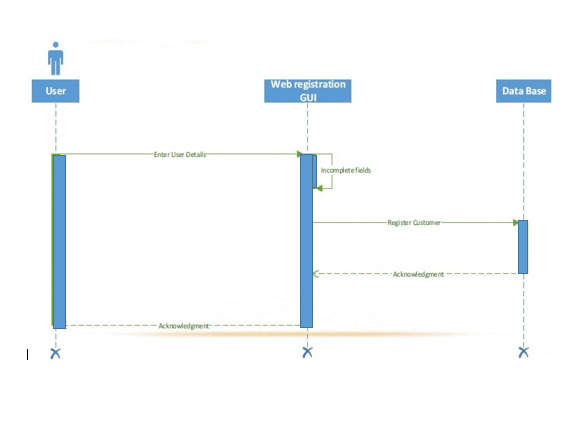 User
Web registration
GUI
Data Base
Enter User Details
incomplete fields
Register Customer
Acknowledgment
Acknowledgment